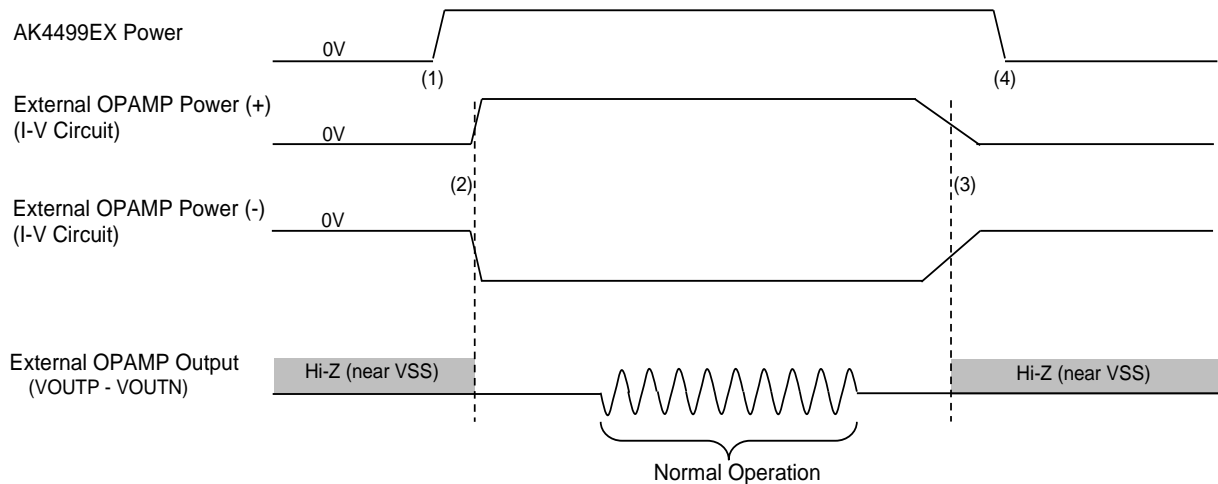 AK4499EX Power
0V
(1)
(4)
External OPAMP Power (+)
(I-V Circuit)
0V
(2)
(3)
External OPAMP Power (-)
(I-V Circuit)
0V
External OPAMP Output
(VOUTP - VOUTN)
Hi-Z (near VSS)
Hi-Z (near VSS)
Normal Operation